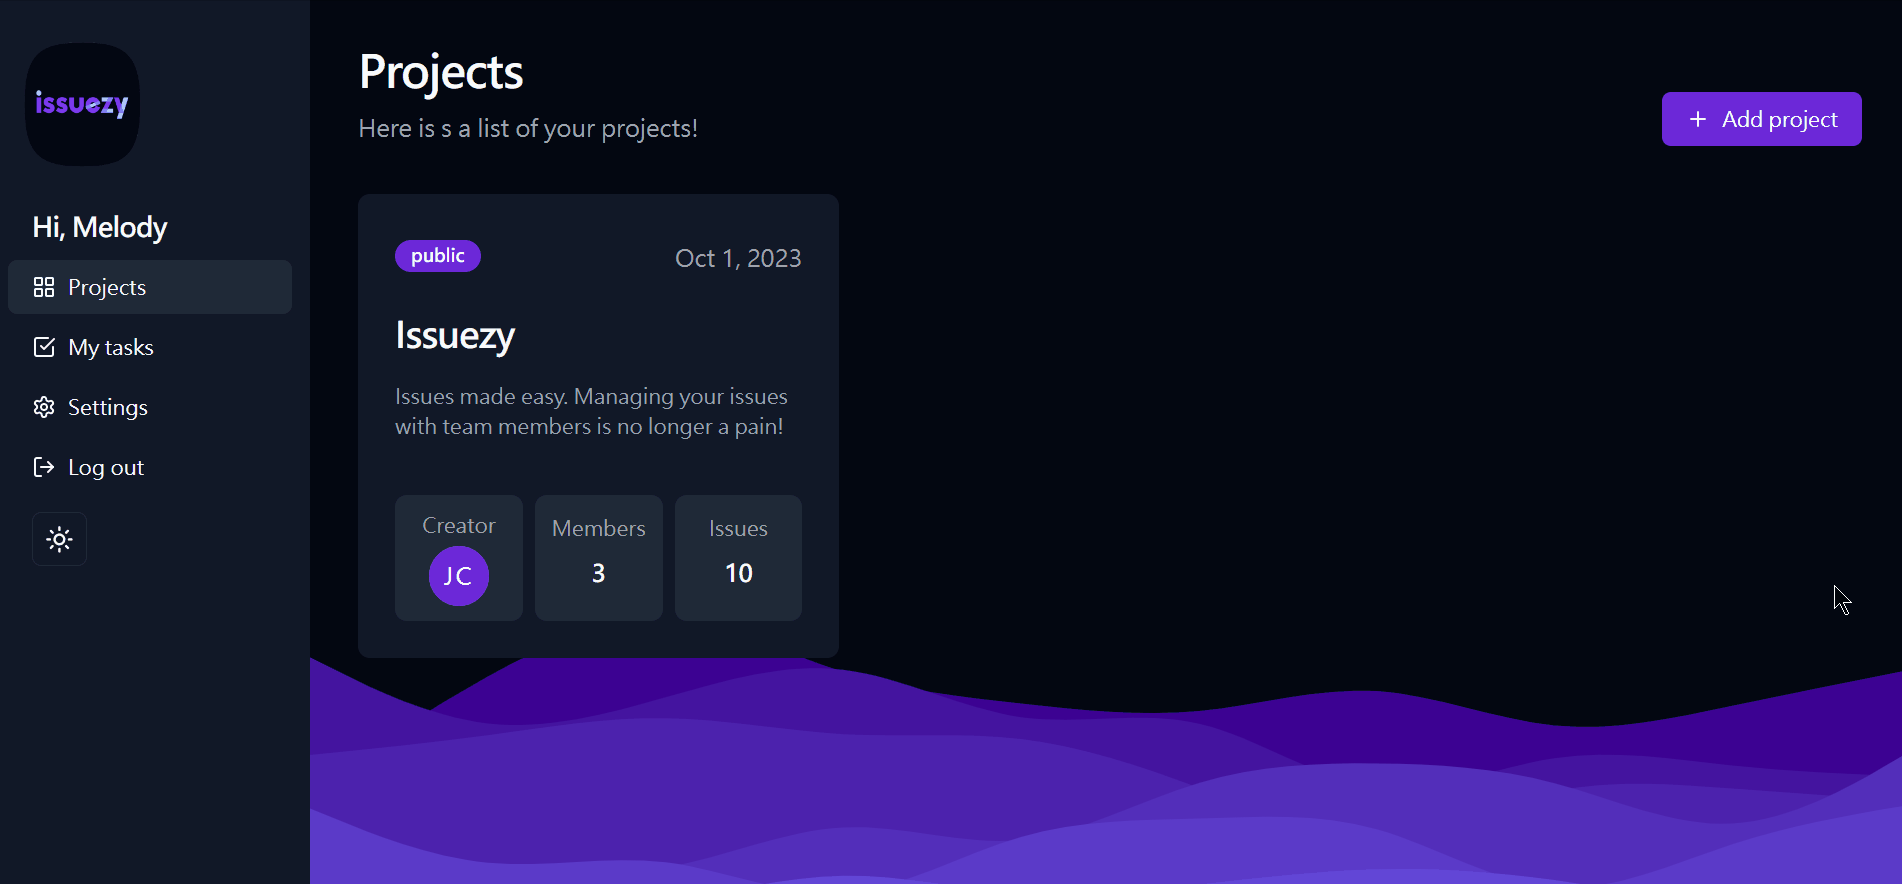 issuezy
Hi, Melody
Projects
My tasks
Settings
Log out
Projects
Here is s a list of your projects!
Add project
public
Oct 1, 2023
Issuezy
Issues made easy. Managing your issues
with team members is no longer a pain!
Creator
JC
Members
3
Issues
10